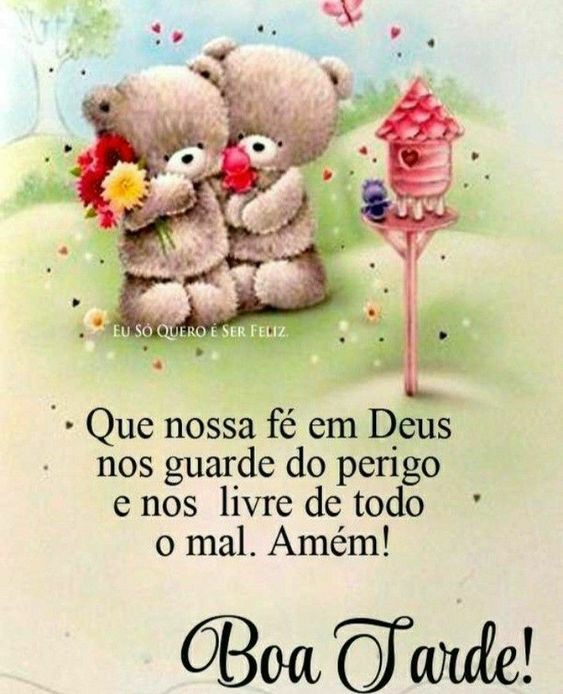 Eu Só Quero é Ser Feliz.
Que nossa fé em Deus
nos guarde do perigo
e nos livre de todo
o mal. Amém!
Boa Tarde!